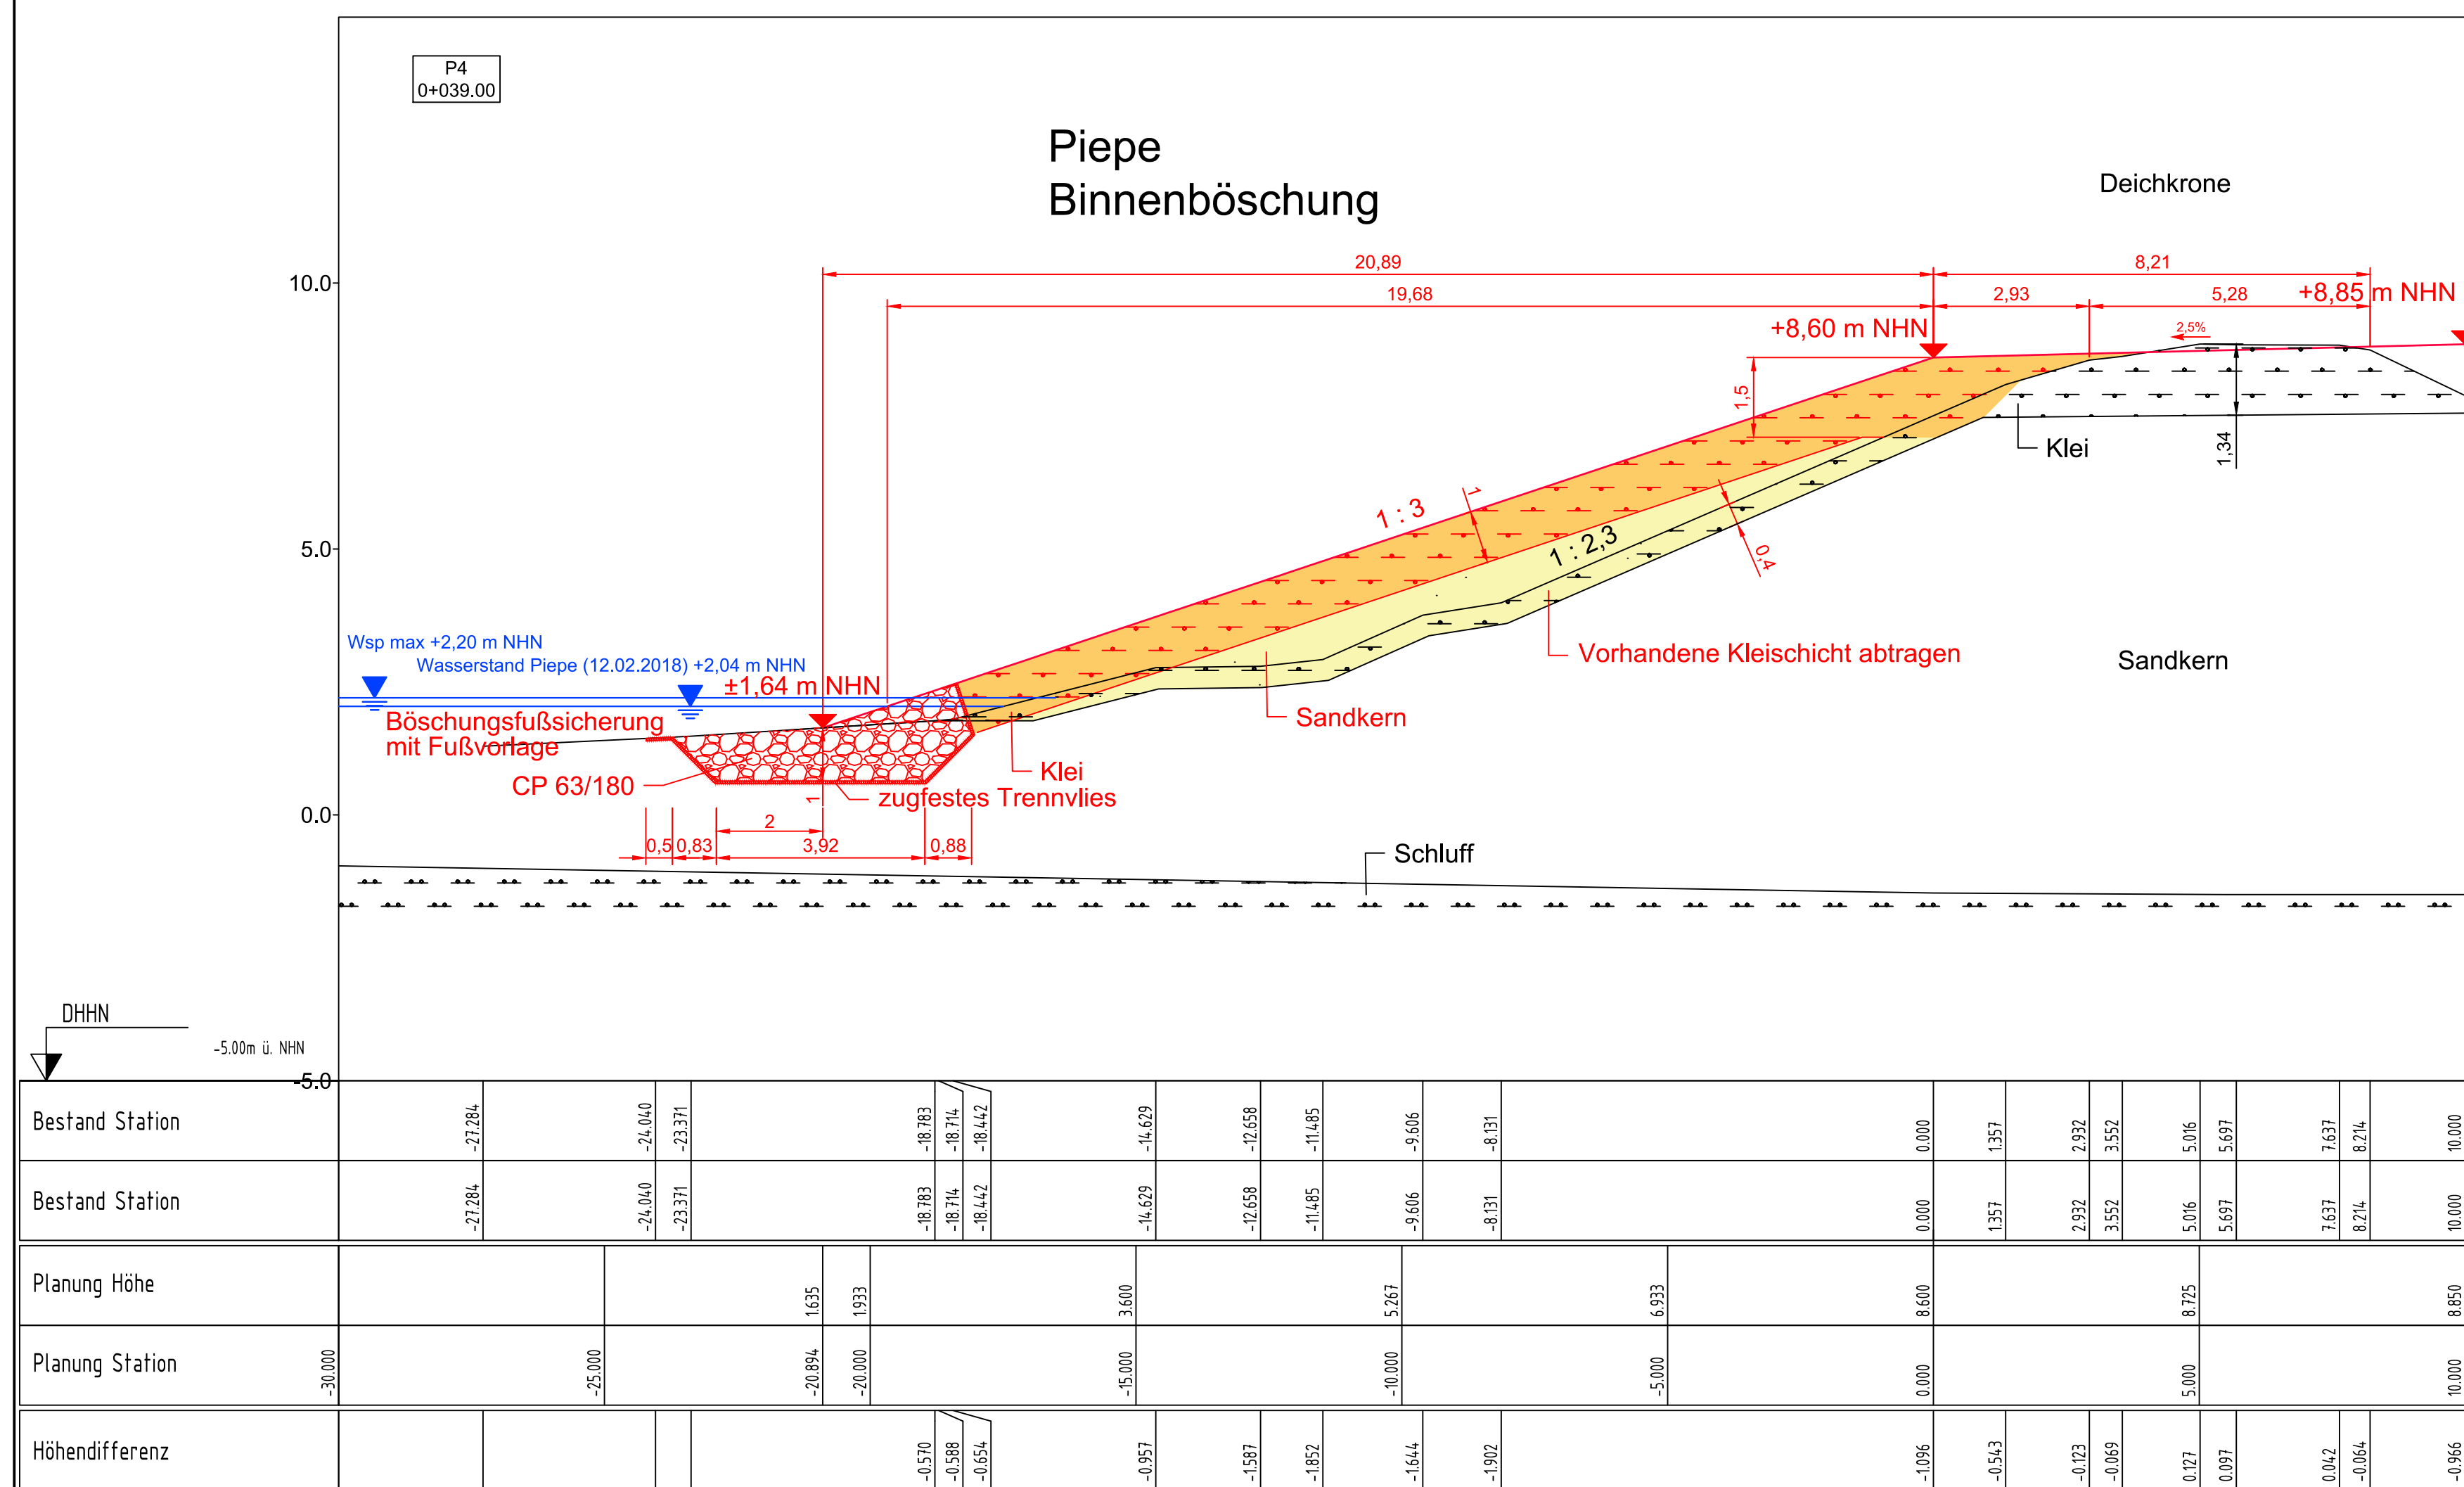 P4
0+039.00
Piepe
Binnenböschung
Deichkrone
20,89
8,21
10.0
19,68
2,93
5,28
+8,85 m NHN
+8,60 m NHN
2,5%
1,5
Klei
1,34
1 : 3
1
5.0
1 : 2,3
0,4
Wsp max +2,20 m NHN
Wasserstand Piepe (12.02.2018) +2,04 m NHN
Vorhandene Kleischicht abtragen
Sandkern
±1,64 m NHN
Böschungsfußsicherung
mit Fußvorlage
Sandkern
CP 63/180
Klei
zugfestes Trennvlies
1
0.0
2
0,5
0,83
3,92
0,88
Schluff
DHHN
-5.00m ü. NHN
-5.0
Bestand Station -27.284 -24.040 -23.371 -18.783 -18.714 -18.442 -14.629 -12.658 -11.485 -9.606 -8.131 0.000 1.357 2.932 3.552 5.016 5.697 7.637 8.214 10.000
Bestand Station -27.284 -24.040 -23.371 -18.783 -18.714 -18.442 -14.629 -12.658 -11.485 -9.606 -8.131 0.000 1.357 2.932 3.552 5.016 5.697 7.637 8.214 10.000
Planung Höhe 1.635 1.933 3.600 5.267 6.933 8.600 8.725 8.850
Planung Station -30.000 -25.000 -20.894 -20.000 -15.000 -10.000 -5.000 0.000 5.000 10.000
Höhendifferenz -0.570 -0.588 -0.654 -0.957 -1.587 -1.852 -1.644 -1.902 -1.096 -0.543 -0.123 -0.069 0.127 0.097 0.042 -0.064 -0.966